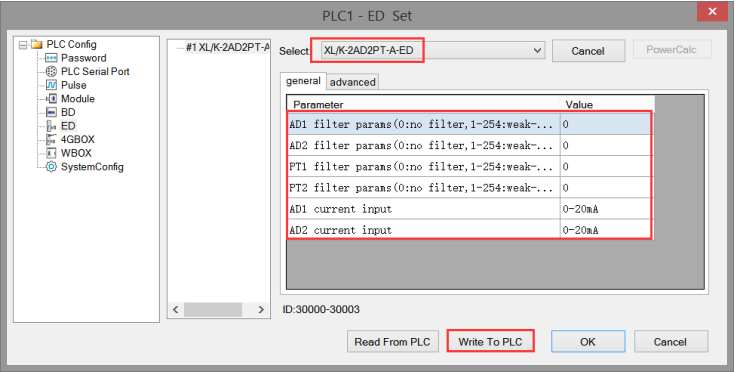 PLC1 - ED Set
PLC Config
Password
PLC Serial Port
Pulse
Module
BD
ED
4GBOX
WBOX
SystemConfig
#1 XL/K-2AD2PT-A
Select: XL/K-2AD2PT-A-ED Cancel PowerCalc
general advanced
Parameter Value
AD1 filter params(0:no filter,1-254:weak-... 0
AD2 filter params(0:no filter,1-254:weak-... 0
PT1 filter params(0:no filter,1-254:weak-... 0
PT2 filter params(0:no filter,1-254:weak-... 0
AD1 current input 0-20mA
AD2 current input 0-20mA
ID:30000-30003
Read From PLC Write To PLC OK Cancel